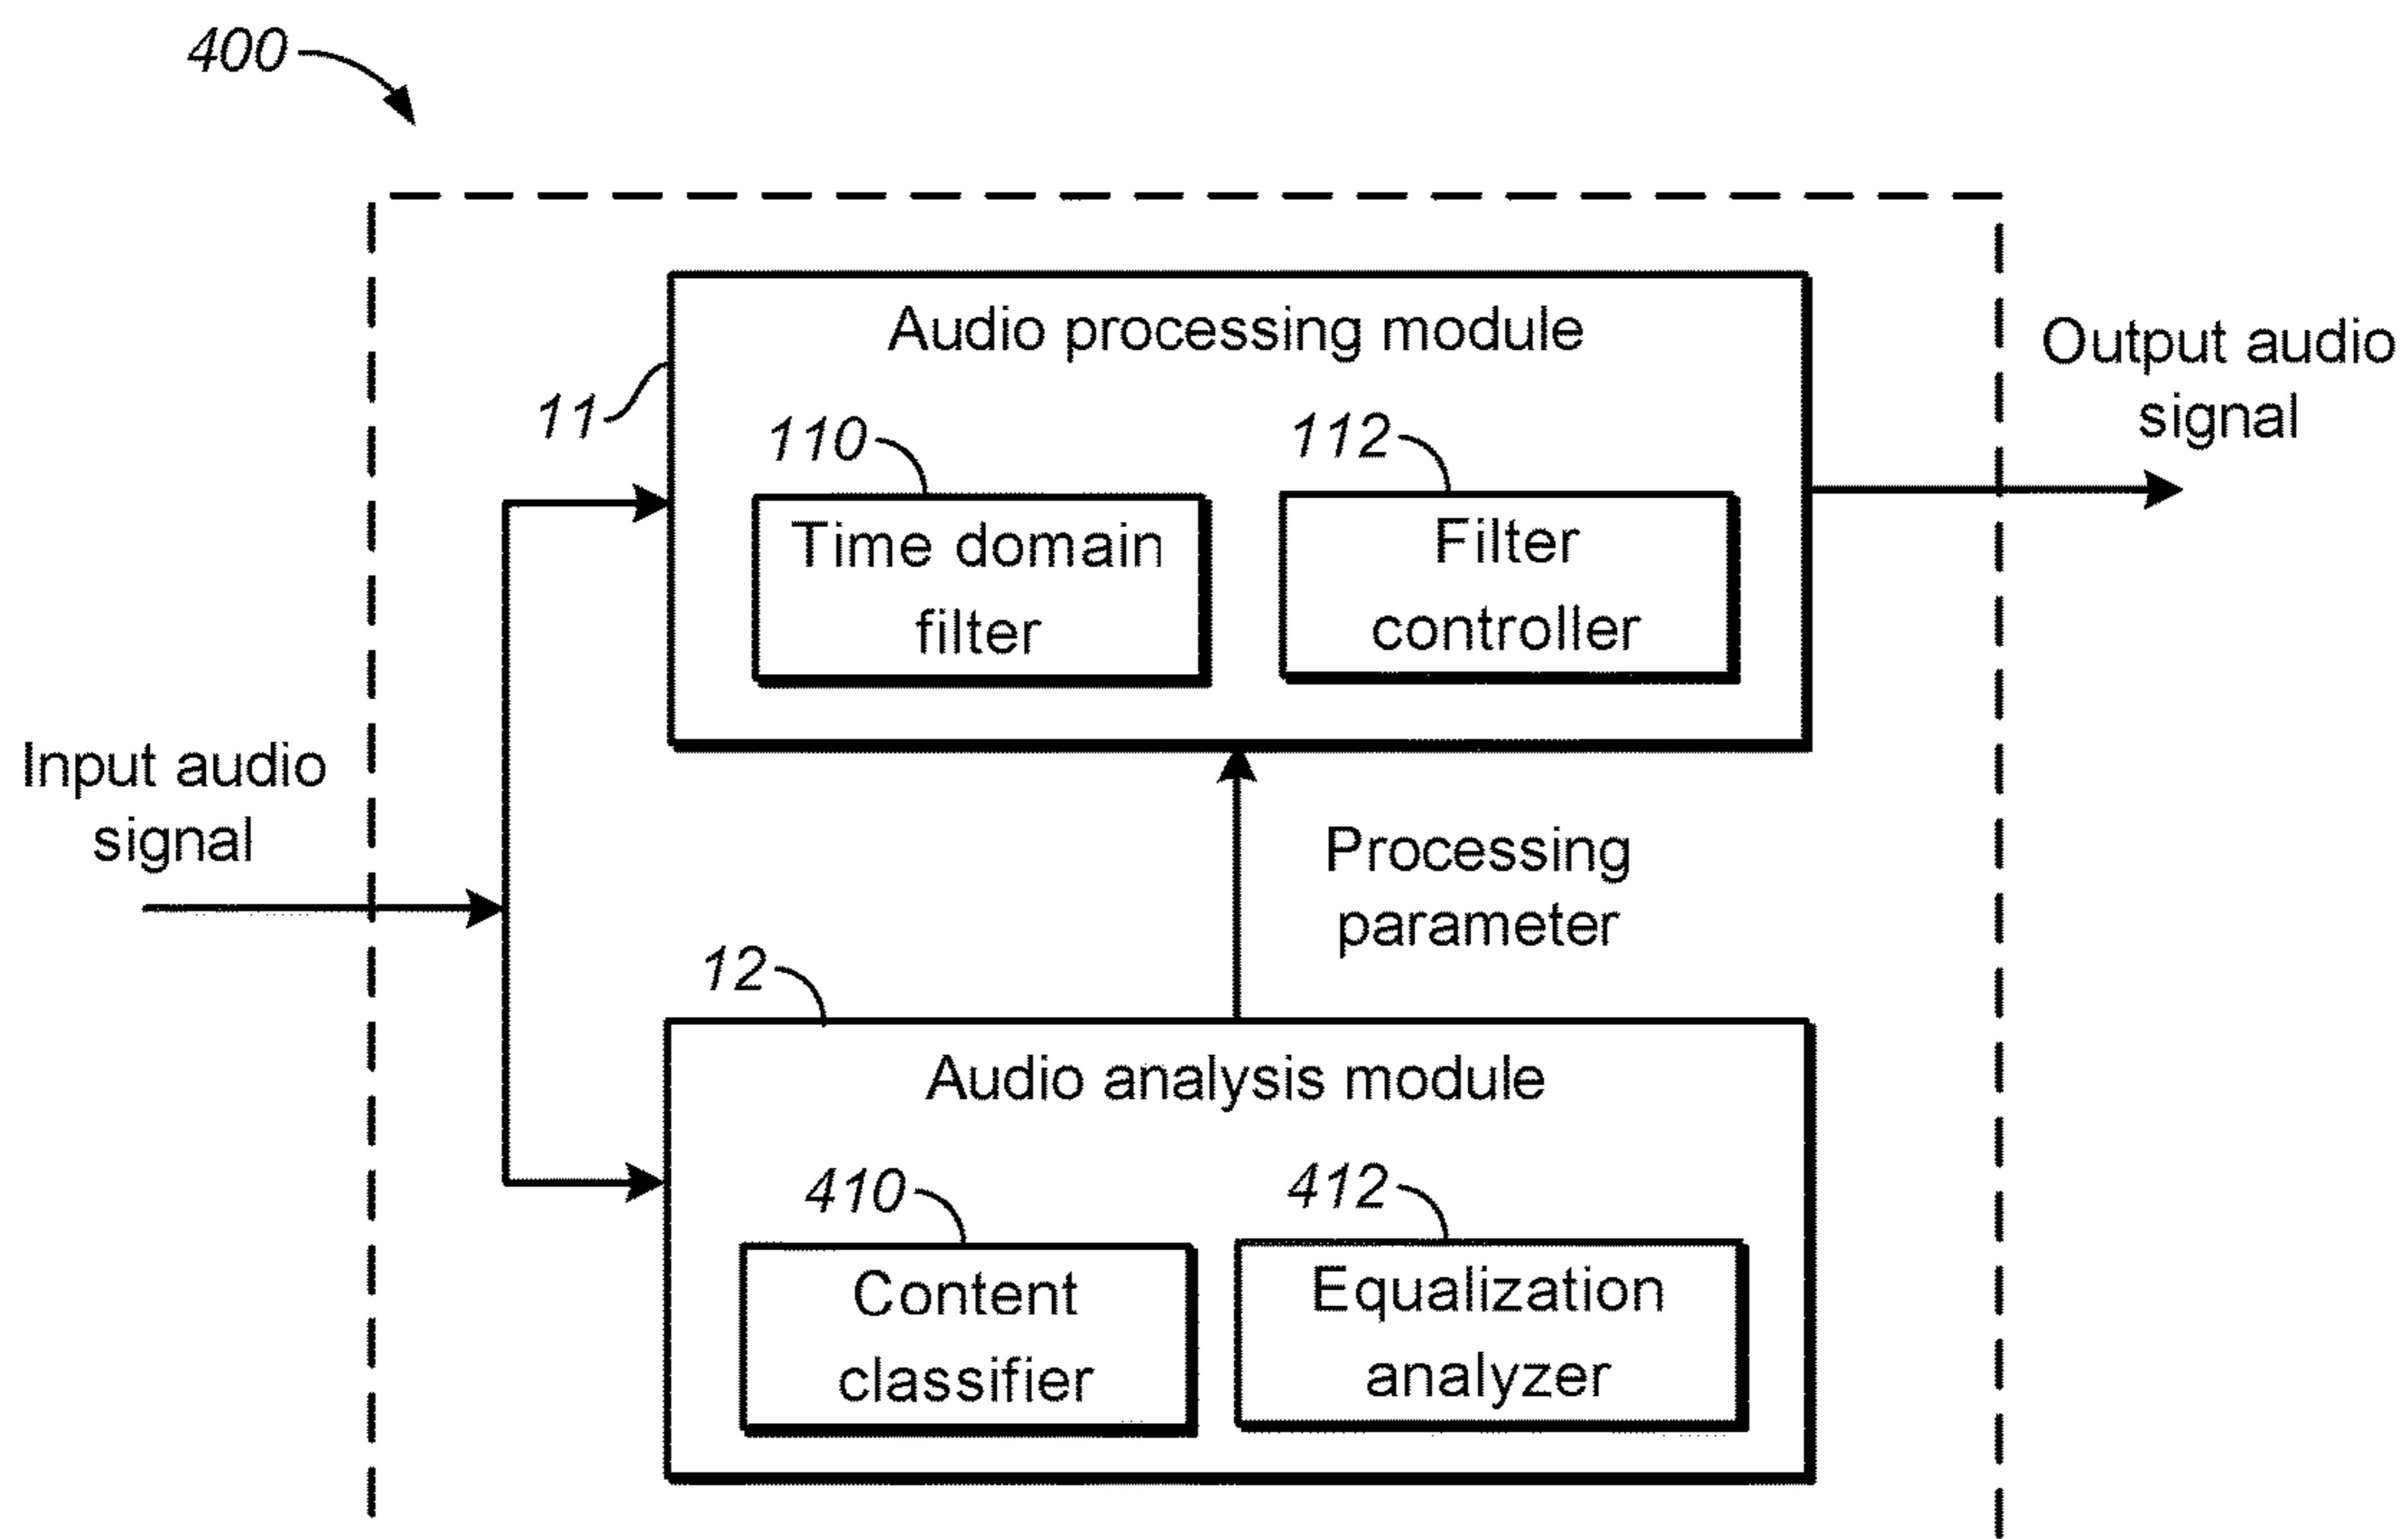 400
Audio processing module
Output audio
signal
11
110
112
Time domain
filter
Filter
controller
Input audio
signal
Processing
parameter
12
Audio analysis module
410
412
Content
classifier
Equalization
analyzer